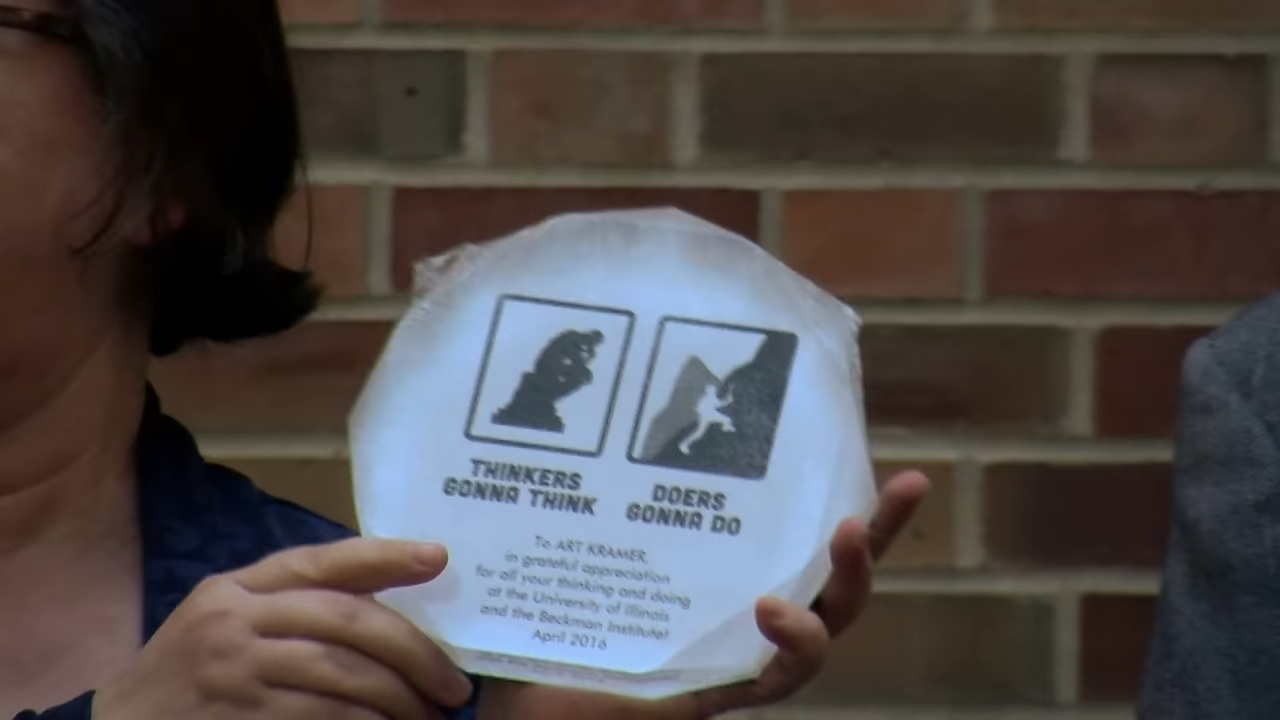 THINKERS
GONNA THINK
DOERS
GONNA DO
To ART KRAMER,
in grateful appreciation
for all your thinking and doing
at the University of Illinois
and the Beckman Institute!
April 2016